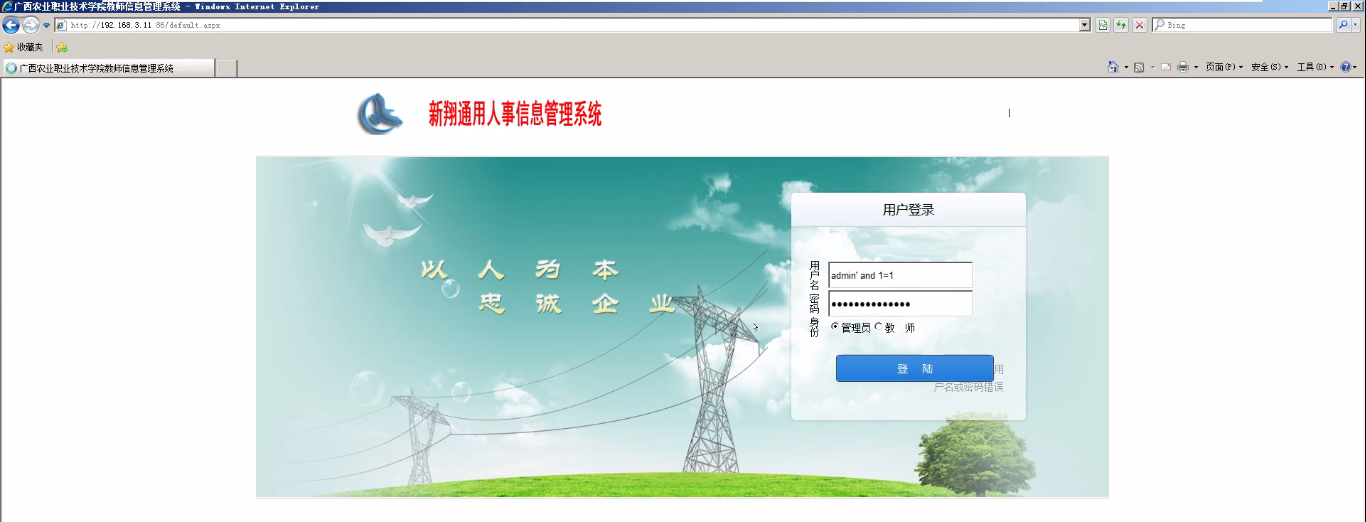 广西农业职业技术学院教师信息管理系统 - Windows Internet Explorer
http://192.168.3.11:86/default.aspx
Bing
收藏夹
广西农业职业技术学院教师信息管理系统
页面(P) 安全(S) 工具(O)
新翔通用人事信息管理系统
用户登录
以人为本
忠诚企业
用户名 admin' and 1=1
密码 ●●●●●●●●●●●●●●
身份 管理员 教 师
登 陆
用
户名或密码错误